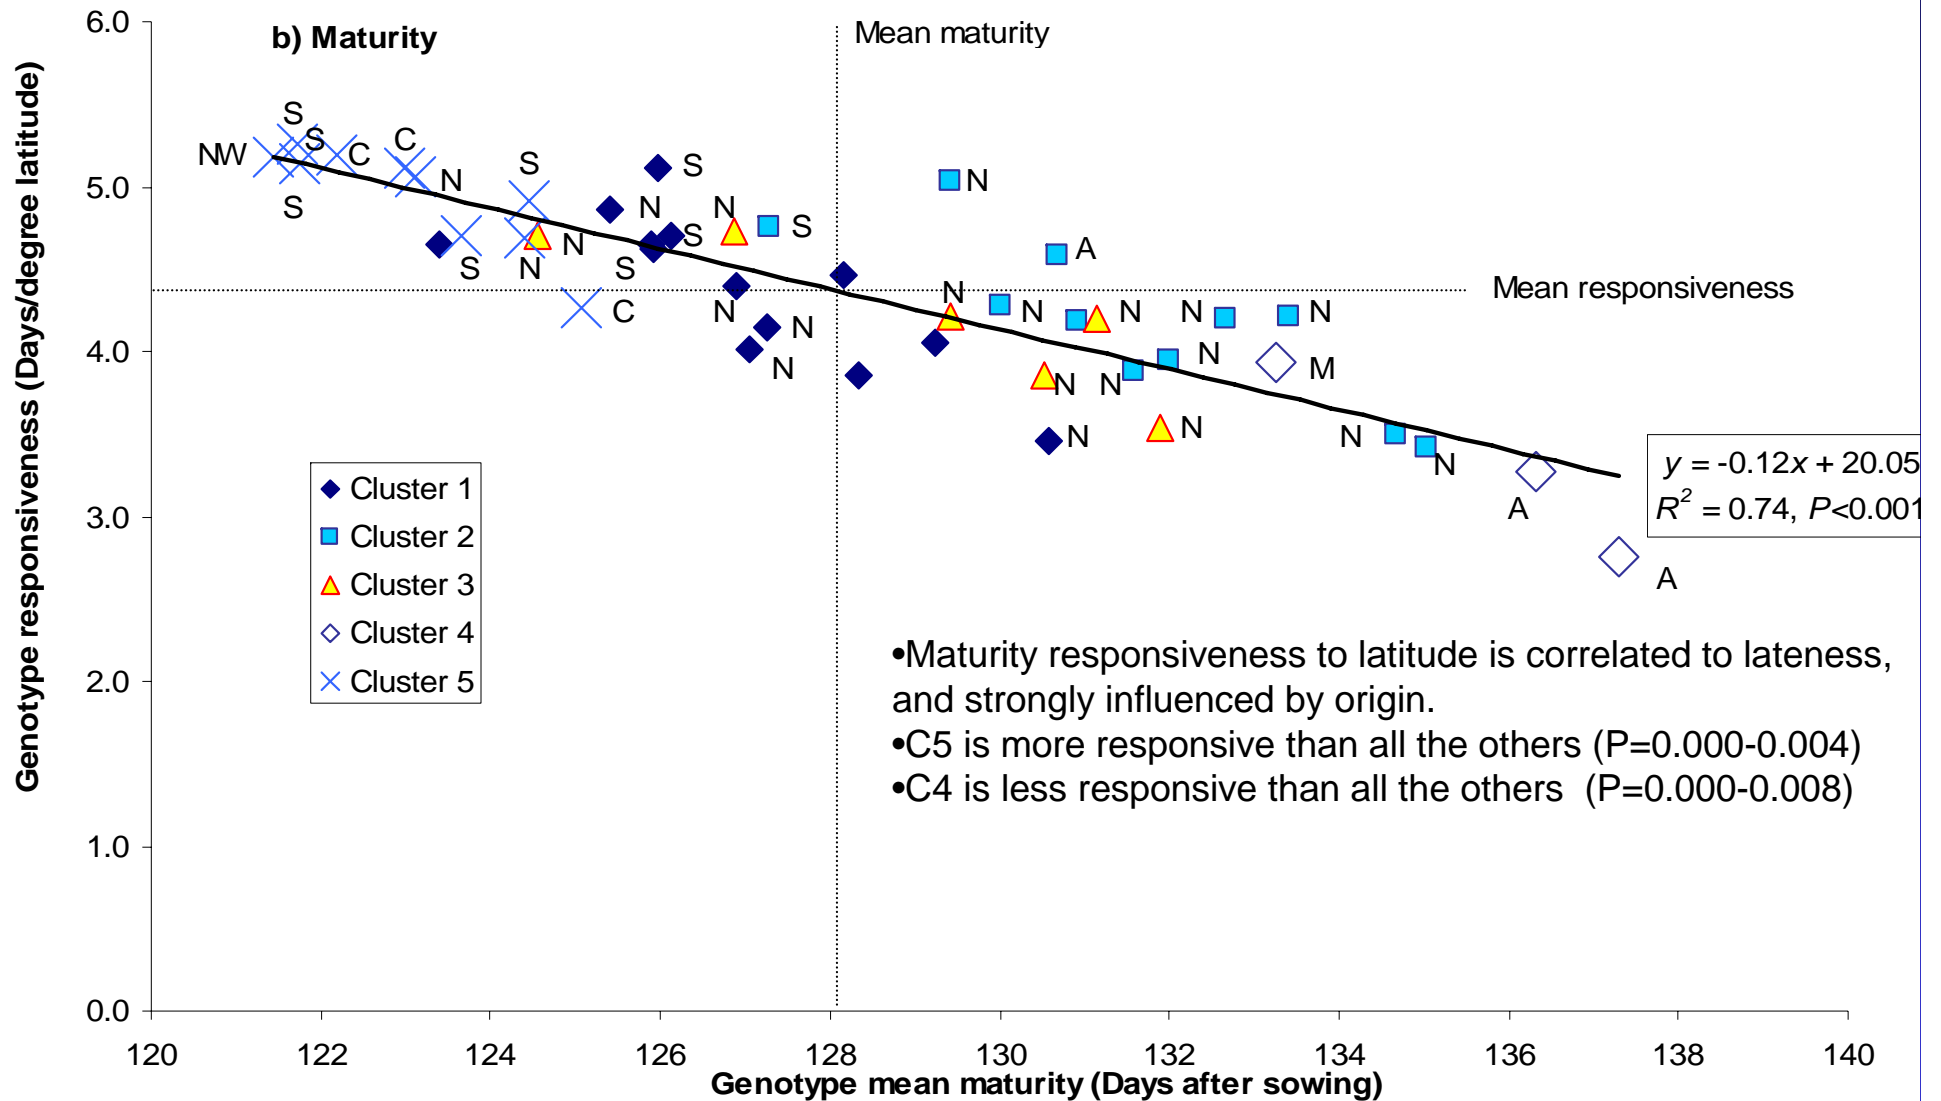 6.0
b) Maturity
Mean maturity
S
S
C
C
NW
S
N
S
S
N
N
N
S
S
S
N
N
S
N
A
5.0
C
N
N
N
N
Mean responsiveness
N
N
N
N
N
4.0
N
N
N
M
N
N
N
N
A
A
y = -0.12x + 20.05
R² = 0.74, P<0.001
Cluster 1
Cluster 2
Cluster 3
Cluster 4
Cluster 5
3.0
•Maturity responsiveness to latitude is correlated to lateness,
and strongly influenced by origin.
•C5 is more responsive than all the others (P=0.000-0.004)
•C4 is less responsive than all the others (P=0.000-0.008)
2.0
1.0
0.0
120 122 124 126 128 130 132 134 136 138 140
Genotype mean maturity (Days after sowing)
Genotype responsiveness (Days/degree latitude)